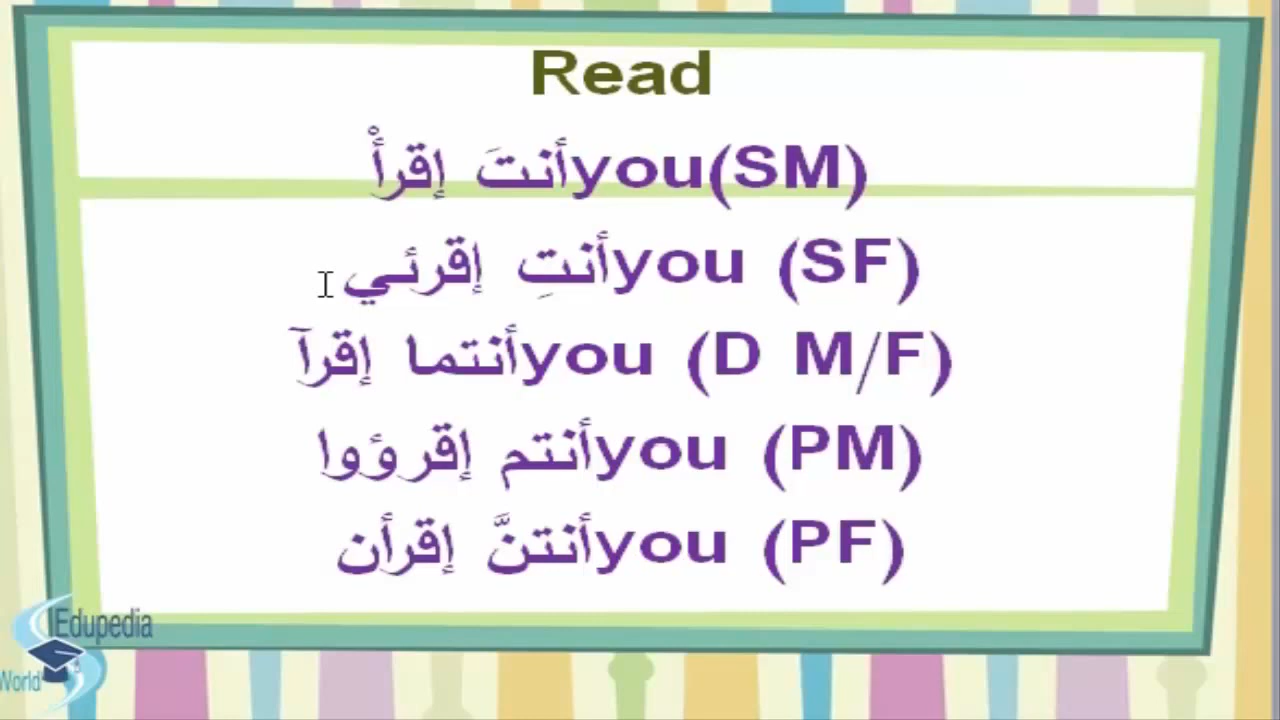 Read
أنتَ إقرأْ you(SM)
أنتِ إقرئي you (SF)
أنتما إقرآ you (D M/F)
أنتم إقرؤوا you (PM)
أنتنَّ إقرأن you (PF)
Edupedia
World